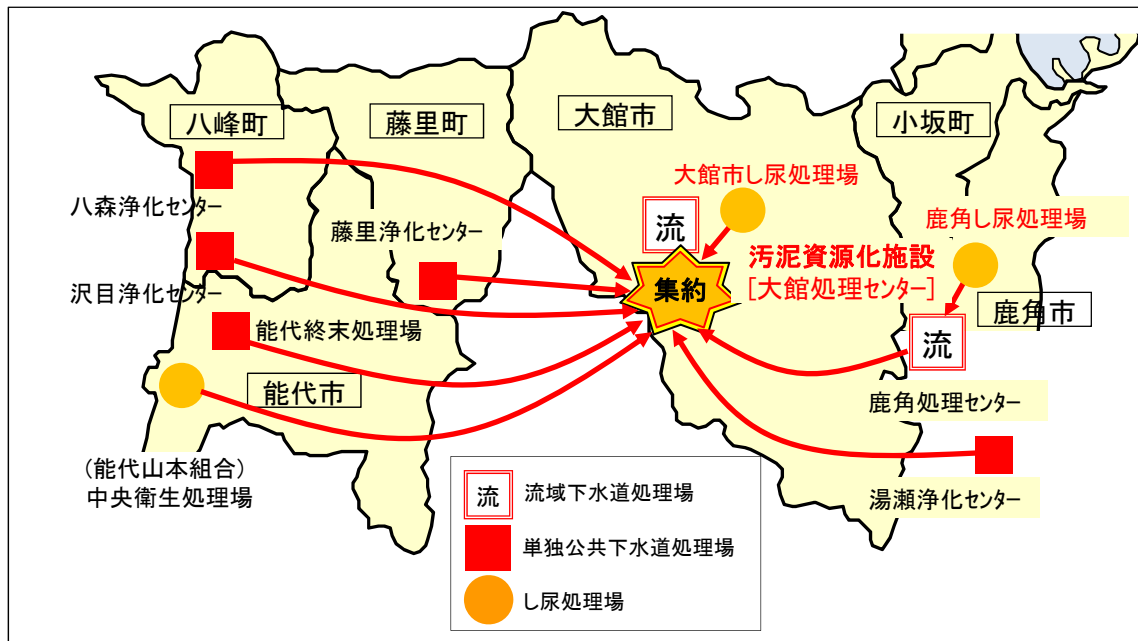 八峰町
藤里町
大館市
小坂町
八森浄化センター
藤里浄化センター
大館市し尿処理場
鹿角し尿処理場
流
汚泥資源化施設
[大館処理センター]
集約
沢目浄化センター
能代終末処理場
鹿角市
流
能代市
鹿角処理センター
(能代山本組合)
中央衛生処理場
湯瀬浄化センター
流 流域下水道処理場
単独公共下水道処理場
し尿処理場